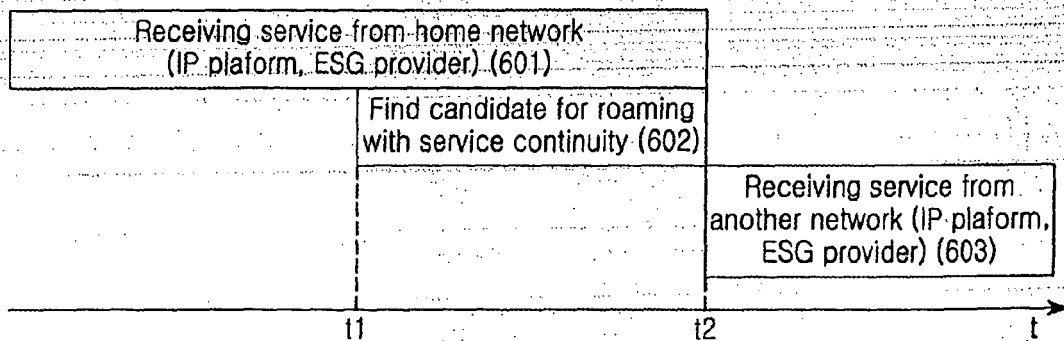 Receiving service from home network
(IP plaform, ESG provider) (601)
Find candidate for roaming
with service continuity (602)
Receiving service from
another network (IP plaform,
ESG provider) (603)
t1
t2
t